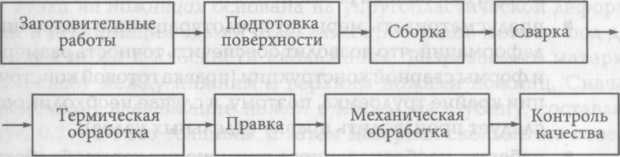 Заготовительные
работы
Подготовка
поверхности
Сборка
Сварка
Термическая
обработка
Правка
Механическая
обработка
Контроль
качества